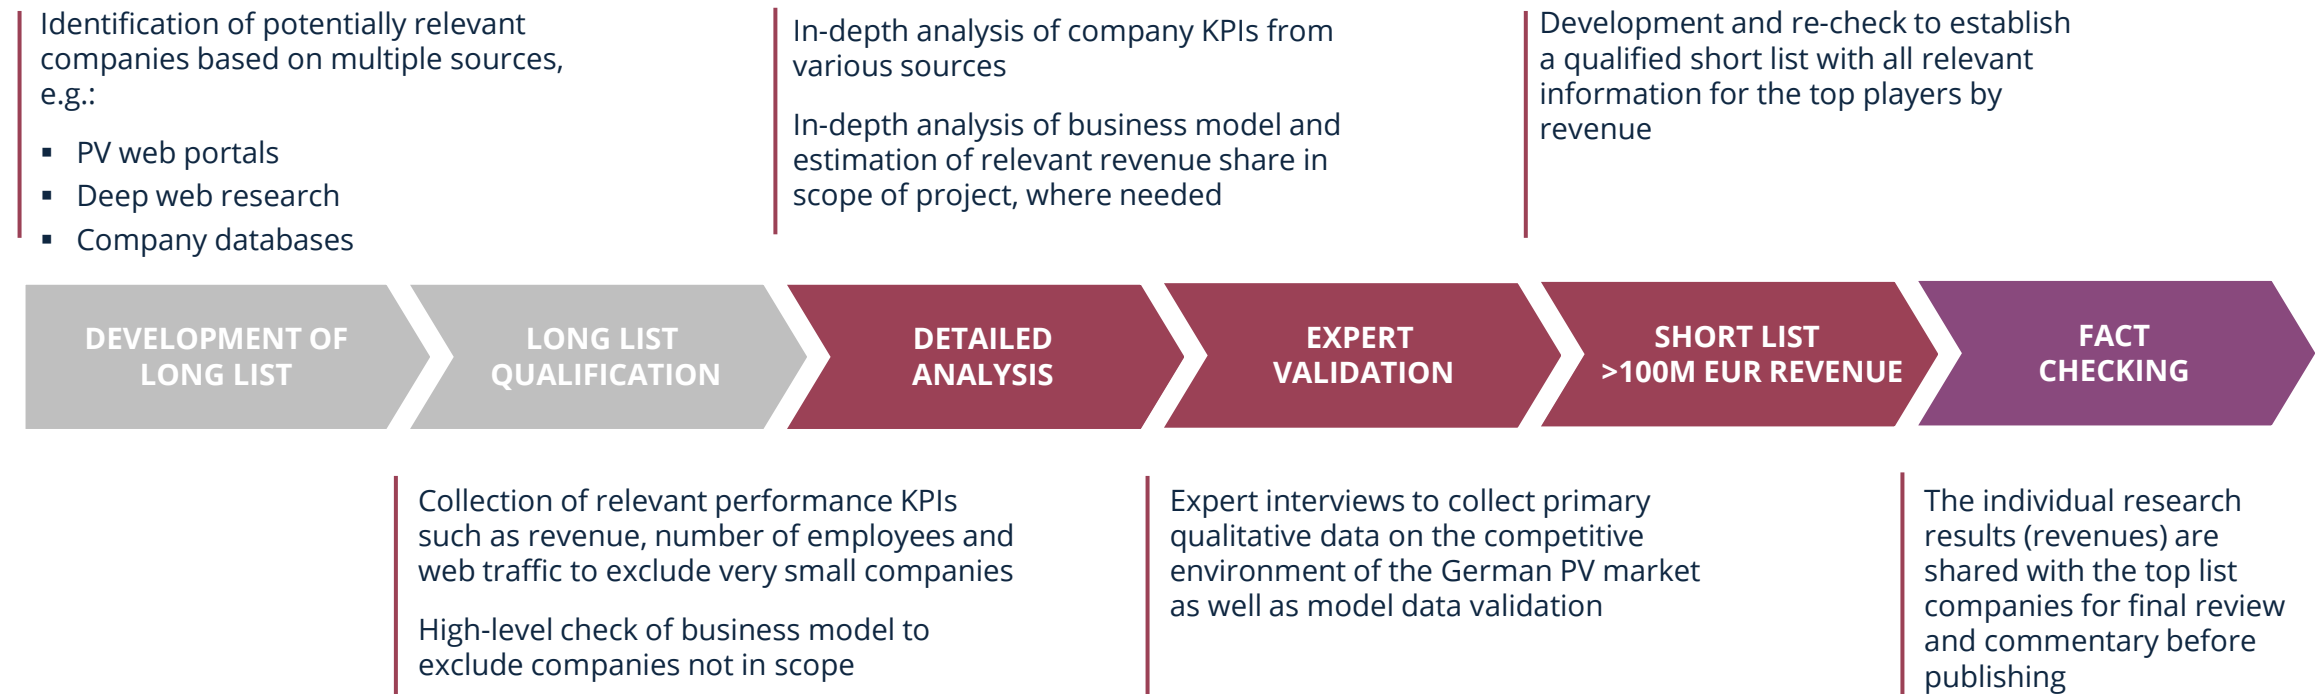 Identification of potentially relevant
companies based on multiple sources,
e.g.:
▪ PV web portals
▪ Deep web research
▪ Company databases
In-depth analysis of company KPIs from
various sources
In-depth analysis of business model and
estimation of relevant revenue share in
scope of project, where needed
Development and re-check to establish
a qualified short list with all relevant
information for the top players by
revenue
DEVELOPMENT OF
LONG LIST
LONG LIST
QUALIFICATION
DETAILED
ANALYSIS
EXPERT
VALIDATION
SHORT LIST
>100M EUR REVENUE
FACT
CHECKING
Collection of relevant performance KPIs
such as revenue, number of employees and
web traffic to exclude very small companies
High-level check of business model to
exclude companies not in scope
Expert interviews to collect primary
qualitative data on the competitive
environment of the German PV market
as well as model data validation
The individual research
results (revenues) are
shared with the top list
companies for final review
and commentary before
publishing